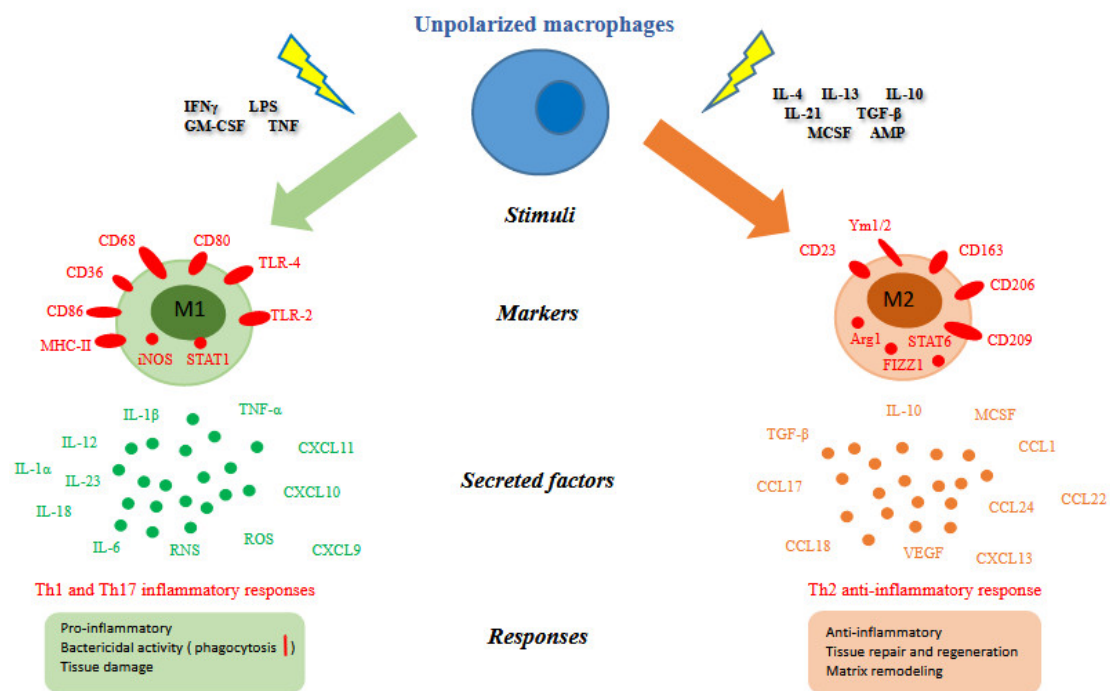 Unpolarized macrophages
IFNγ LPS
GM-CSF TNF
IL-4 IL-13 IL-10
IL-21 TGF-β
MCSF AMP
Stimuli
CD68
CD80
CD36
TLR-4
CD86
M1
TLR-2
MHC-II
iNOS
STAT1
Markers
Ym1/2
CD23
CD163
CD206
M2
Arg1
STAT6
CD209
FIZZ1
IL-1β
TNF-α
IL-12
CXCL11
IL-1α
IL-23
CXCL10
IL-18
ROS
IL-6
RNS
CXCL9
Secreted factors
IL-10
MCSF
TGF-β
CCL1
CCL17
CCL22
CCL24
CCL18
VEGF
CXCL13
Th1 and Th17 inflammatory responses
Pro-inflammatory
Bactericidal activity ( phagocytosis )
Tissue damage
Responses
Th2 anti-inflammatory response
Anti-inflammatory
Tissue repair and regeneration
Matrix remodeling